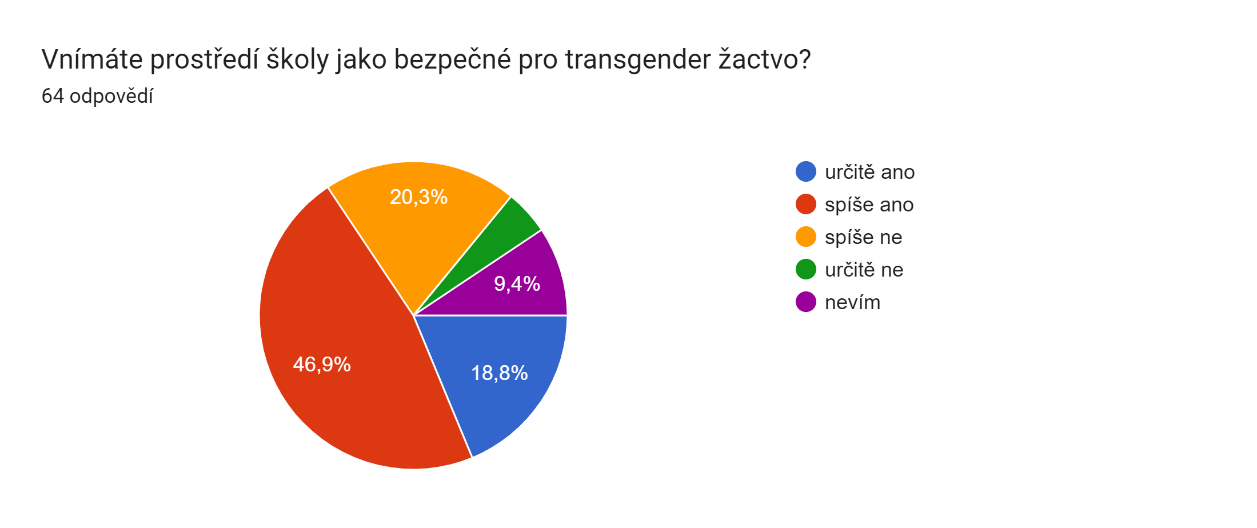 Vnímáte prostředí školy jako bezpečné pro transgender žactvo?
64 odpovědí
20,3%
9,4%
46,9%
18,8%
určitě ano
spíše ano
spíše ne
určitě ne
nevím